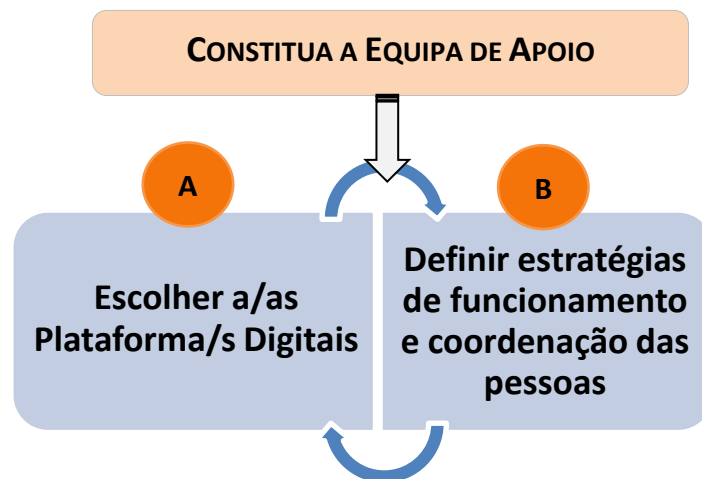 CONSTITUA A EQUIPA DE APOIO
A
B
Escolher a/as
Plataforma/s Digitais
Definir estratégias
de funcionamento
e coordenação das
pessoas